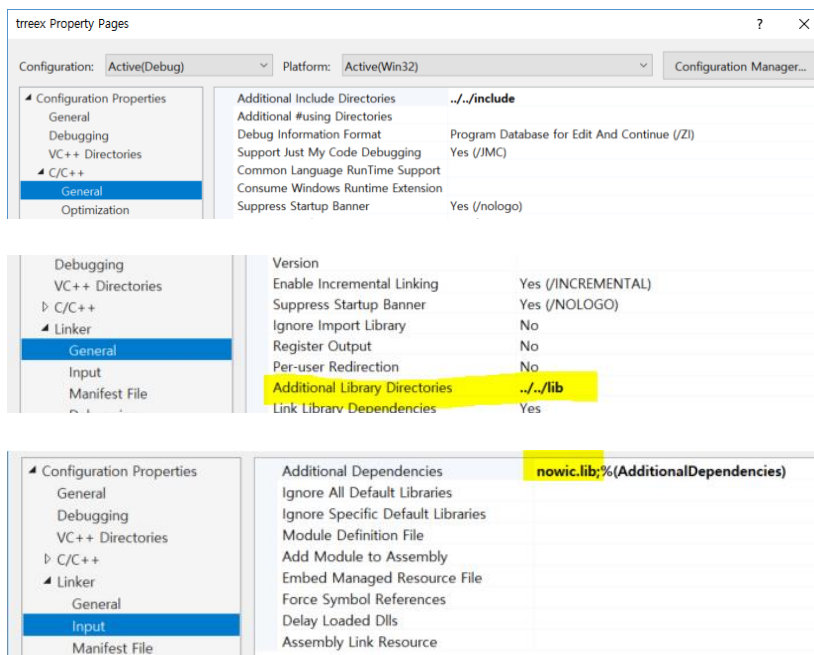 trreex Property Pages ? ×
Configuration: Active(Debug) Platform: Active(Win32) Configuration Manager...
Configuration Properties
General
Debugging
VC++ Directories
C/C++
General
Optimization
Additional Include Directories ../../include
Additional #using Directories
Debug Information Format Program Database for Edit And Continue (/ZI)
Support Just My Code Debugging Yes (/JMC)
Common Language RunTime Support
Consume Windows Runtime Extension
Suppress Startup Banner Yes (/nologo)
Debugging
VC++ Directories
C/C++
Linker
General
Input
Manifest File
Version
Enable Incremental Linking Yes (/INCREMENTAL)
Suppress Startup Banner Yes (/NOLOGO)
Ignore Import Library No
Register Output No
Per-user Redirection No
Additional Library Directories ../../lib
Link Library Dependencies Yes
Configuration Properties
General
Debugging
VC++ Directories
C/C++
Linker
General
Input
Manifest File
Additional Dependencies nowic.lib;%(AdditionalDependencies)
Ignore All Default Libraries
Ignore Specific Default Libraries
Module Definition File
Add Module to Assembly
Embed Managed Resource File
Force Symbol References
Delay Loaded Dlls
Assembly Link Resource